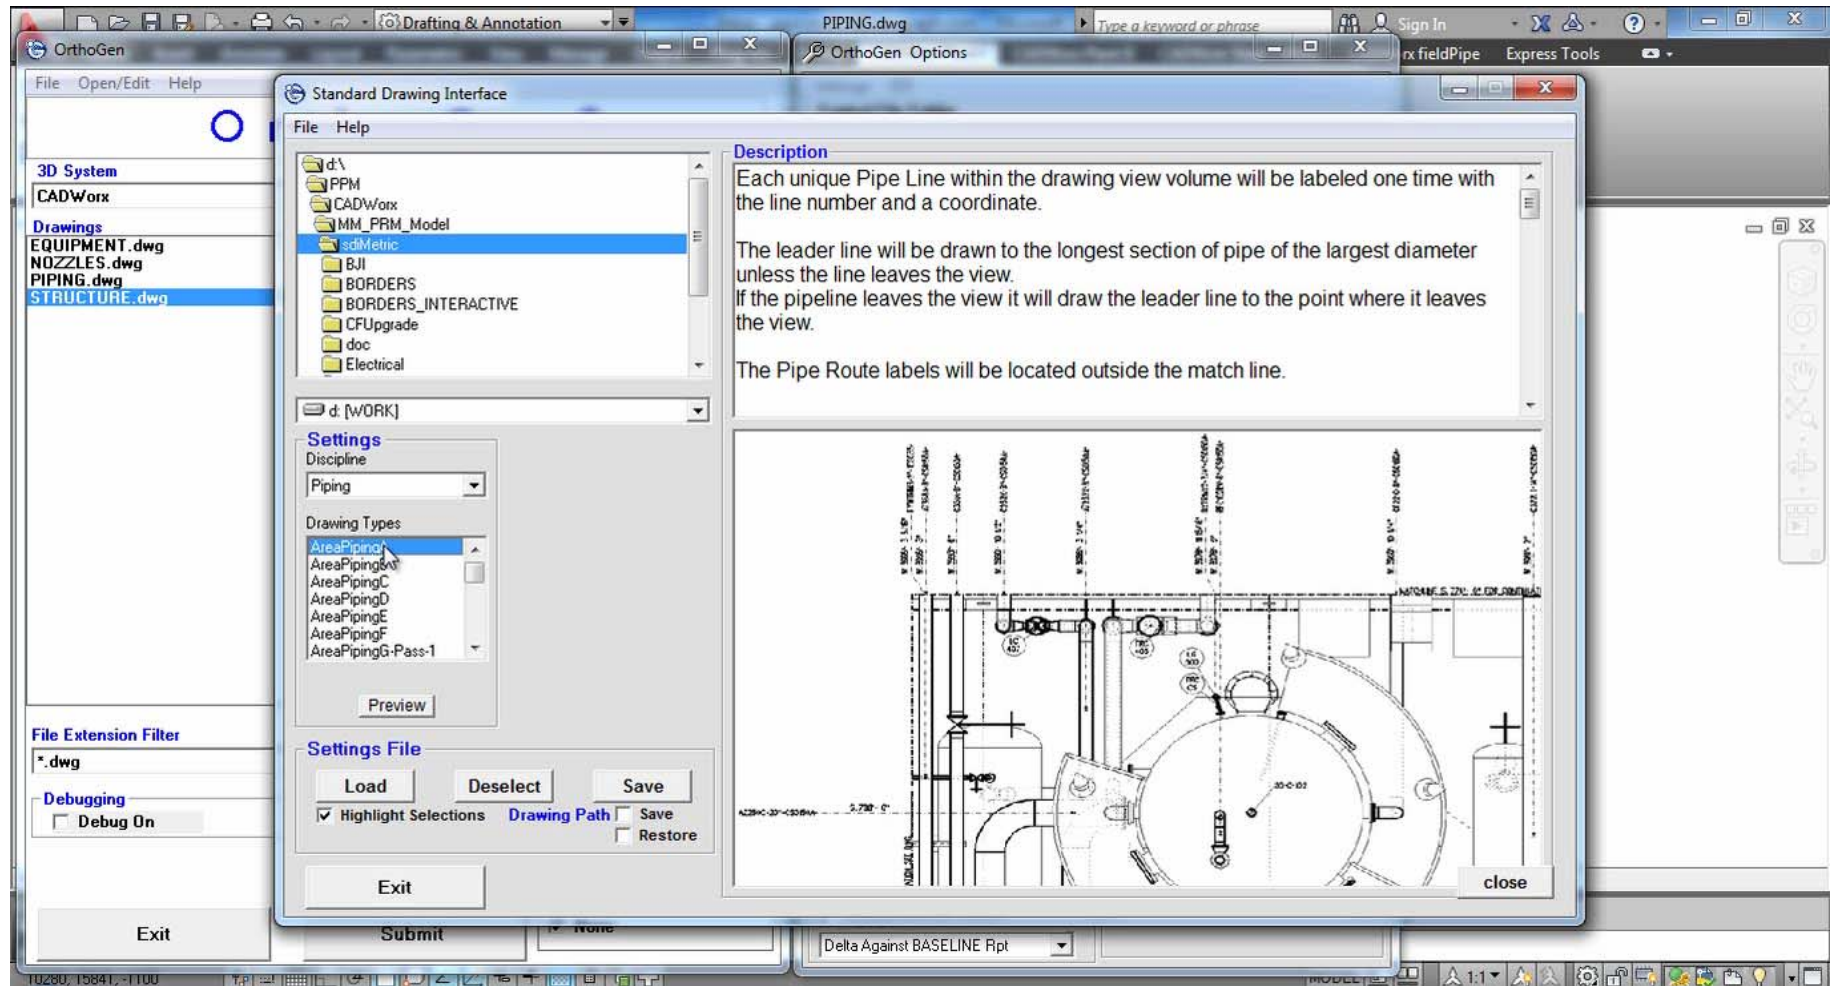 Drafting & Annotation
PIPING.dwg
Type a keyword or phrase
Sign In
OrthoGen
OrthoGen Options
rx fieldPipe
Express Tools
File Open/Edit Help
3D System
CADWorx
Drawings
EQUIPMENT.dwg
NOZZLES.dwg
PIPING.dwg
STRUCTURE.dwg
File Extension Filter
*.dwg
Debugging
Debug On
Exit
Submit
None
Standard Drawing Interface
File Help
d:\
PPM
CADWorx
MM_PRM_Model
sdiMetric
BJI
BORDERS
BORDERS_INTERACTIVE
CFUpgrade
doc
Electrical
d: [WORK]
Settings
Discipline
Piping
Drawing Types
AreaPipingA
AreaPipingB
AreaPipingC
AreaPipingD
AreaPipingE
AreaPipingF
AreaPipingG-Pass-1
Preview
Settings File
Load
Deselect
Save
Highlight Selections
Drawing Path
Save
Restore
Exit
Description
Each unique Pipe Line within the drawing view volume will be labeled one time with
the line number and a coordinate.
The leader line will be drawn to the longest section of pipe of the largest diameter
unless the line leaves the view.
If the pipeline leaves the view it will draw the leader line to the point where it leaves
the view.
The Pipe Route labels will be located outside the match line.
close
Delta Against BASELINE Rpt
10280, 15841, -1100
MODEL
1:1